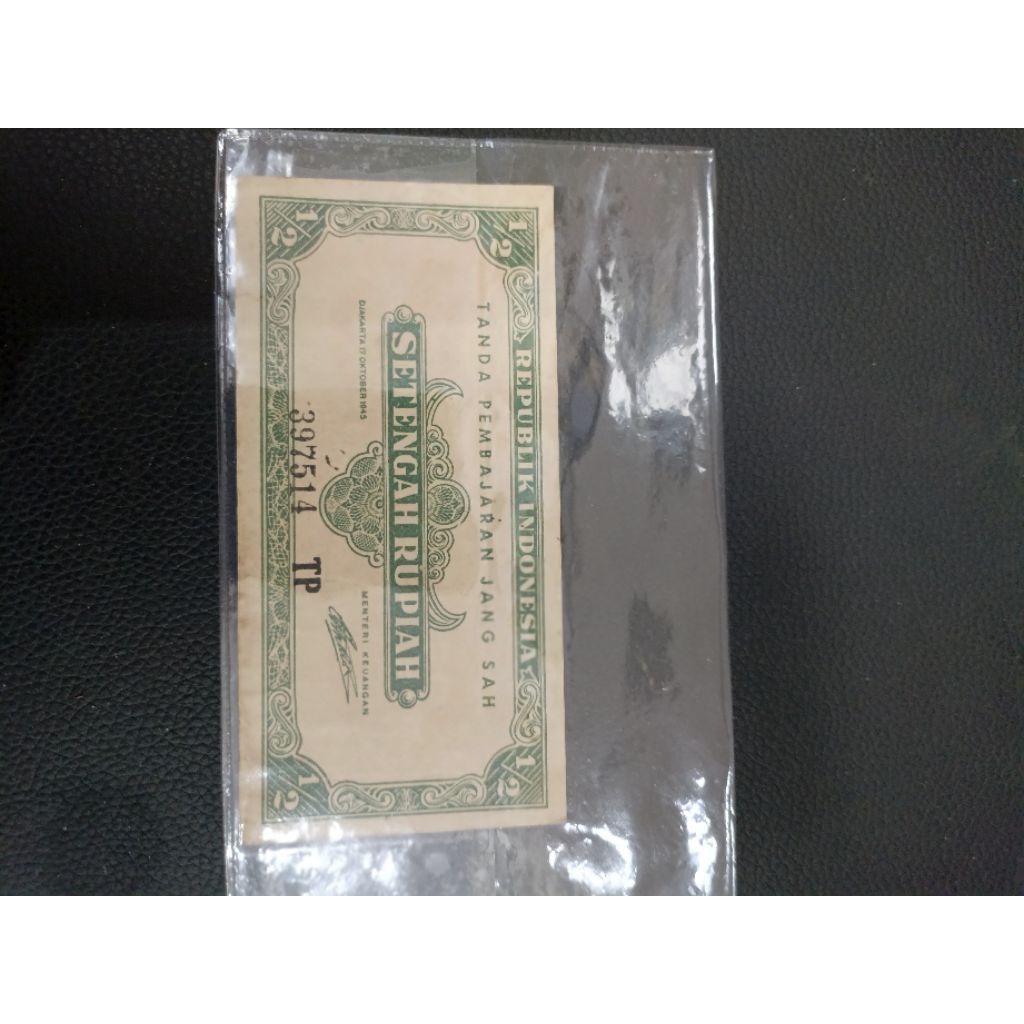 1/2 REPUBLIK INDONESIA 1/2
TANDA PEMBAJARAN JANG SAH
SETENGAH RUPIAH
DJAKARTA 17 OKTOBER 1945
MENTERI KEUANGAN
397514 TP
1/2 1/2